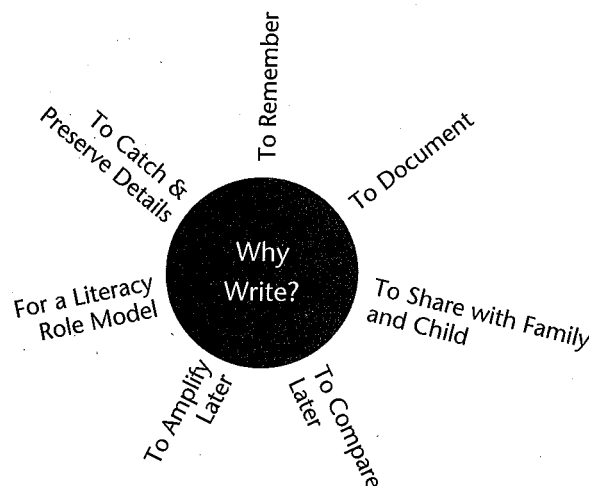 Why
Write?
To Remember
To Document
To Share with Family
and Child
To Compare
Later
To Amplify
Later
For a Literacy
Role Model
To Catch &
Preserve Details